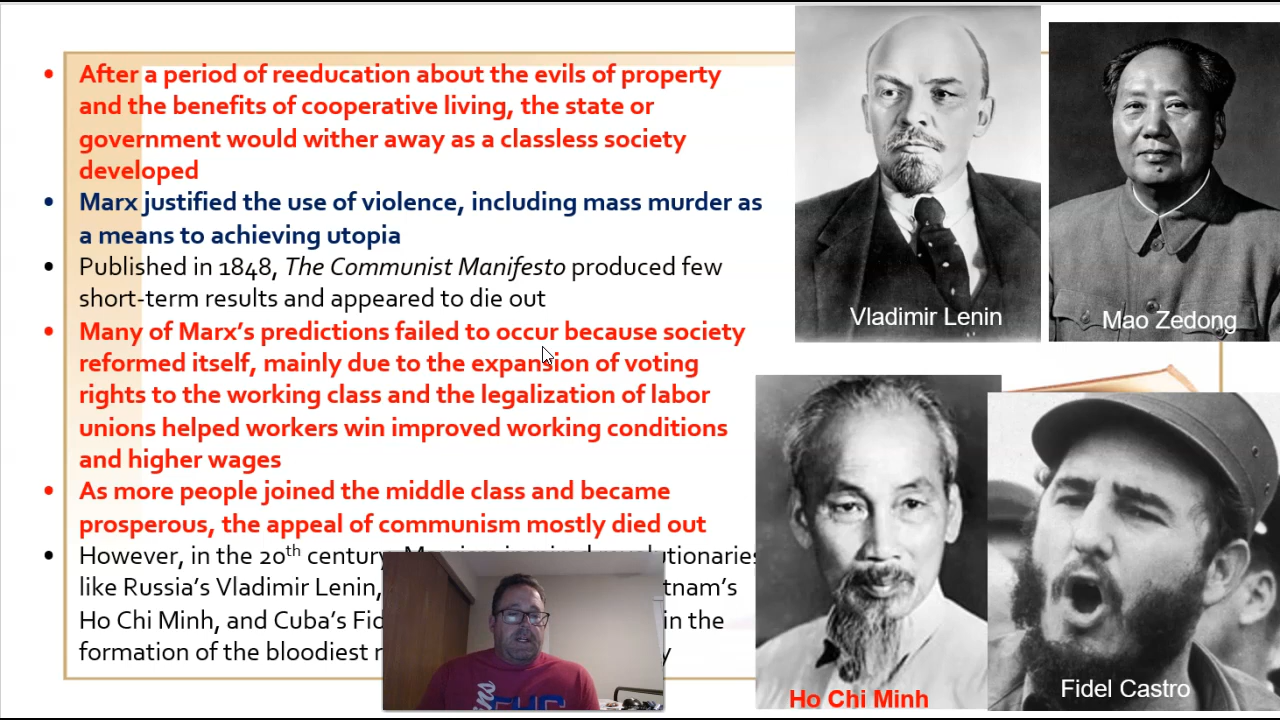 • After a period of reeducation about the evils of property
and the benefits of cooperative living, the state or
government would wither away as a classless society
developed
• Marx justified the use of violence, including mass murder as
a means to achieving utopia
• Published in 1848, The Communist Manifesto produced few
short-term results and appeared to die out
• Many of Marx's predictions failed to occur because society
reformed itself, mainly due to the expansion of voting
rights to the working class and the legalization of labor
unions helped workers win improved working conditions
and higher wages
• As more people joined the middle class and became
prosperous, the appeal of communism mostly died out
• However, in the 20th century
like Russia's Vladimir Lenin,
Ho Chi Minh, and Cuba's in the
formation of the bloodiest
Vladimir Lenin
Mao Zedong
Ho Chi Minh
Fidel Castro